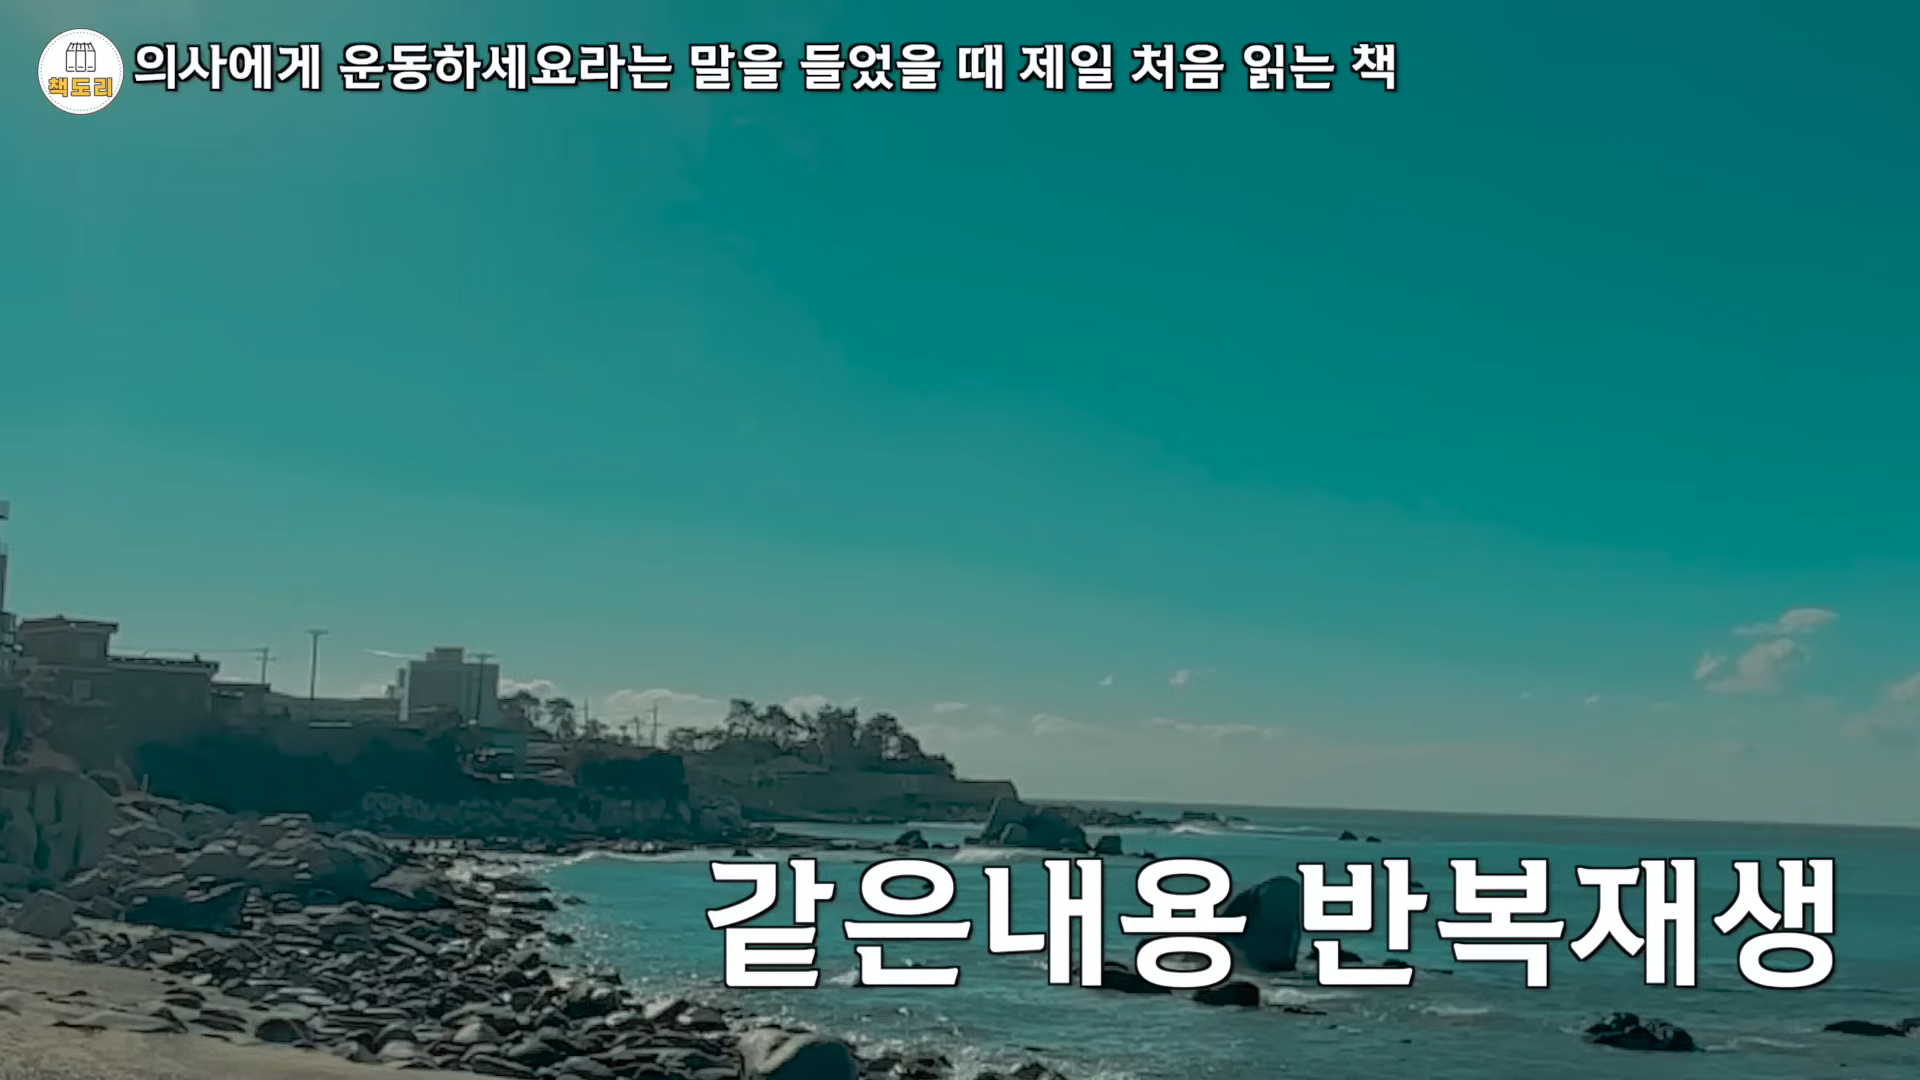 책도리
의사에게 운동하세요라는 말을 들었을 때 제일 처음 읽는 책
같은내용 반복재생